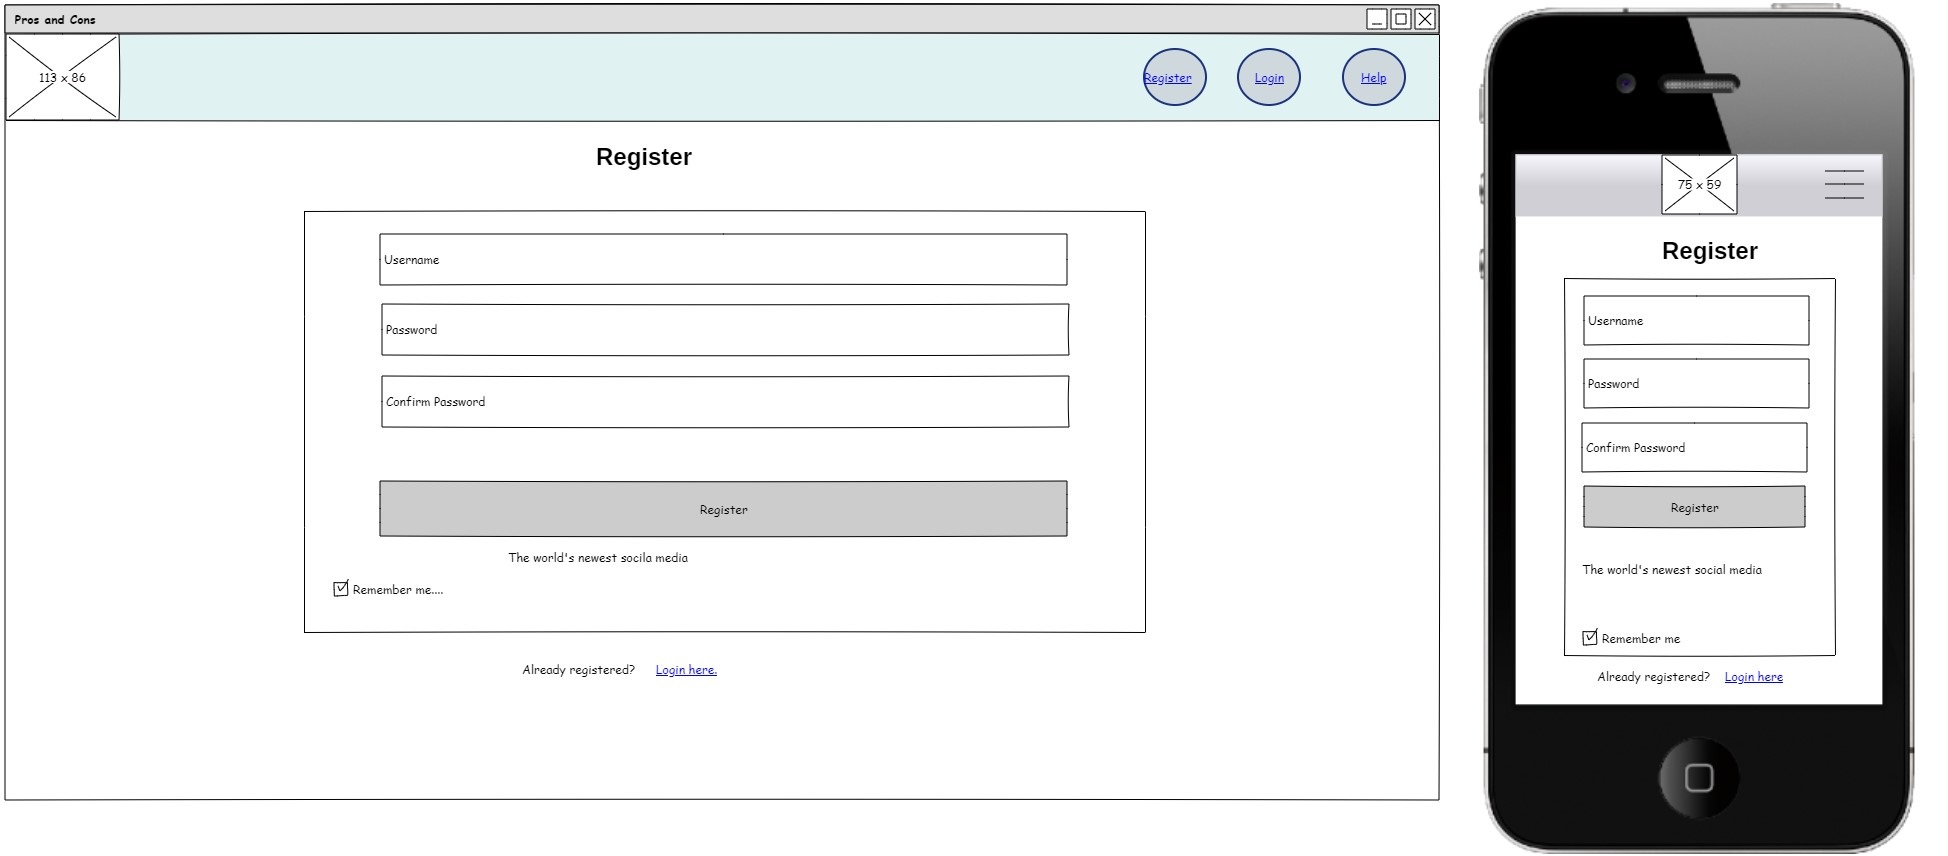 Pros and Cons
113 x 86
Register
Login
Help
Register
Username
Password
Confirm Password
Register
The world's newest socila media
Remember me....
Already registered? Login here.
75 x 59
Register
Username
Password
Confirm Password
Register
The world's newest social media
Remember me
Already registered? Login here